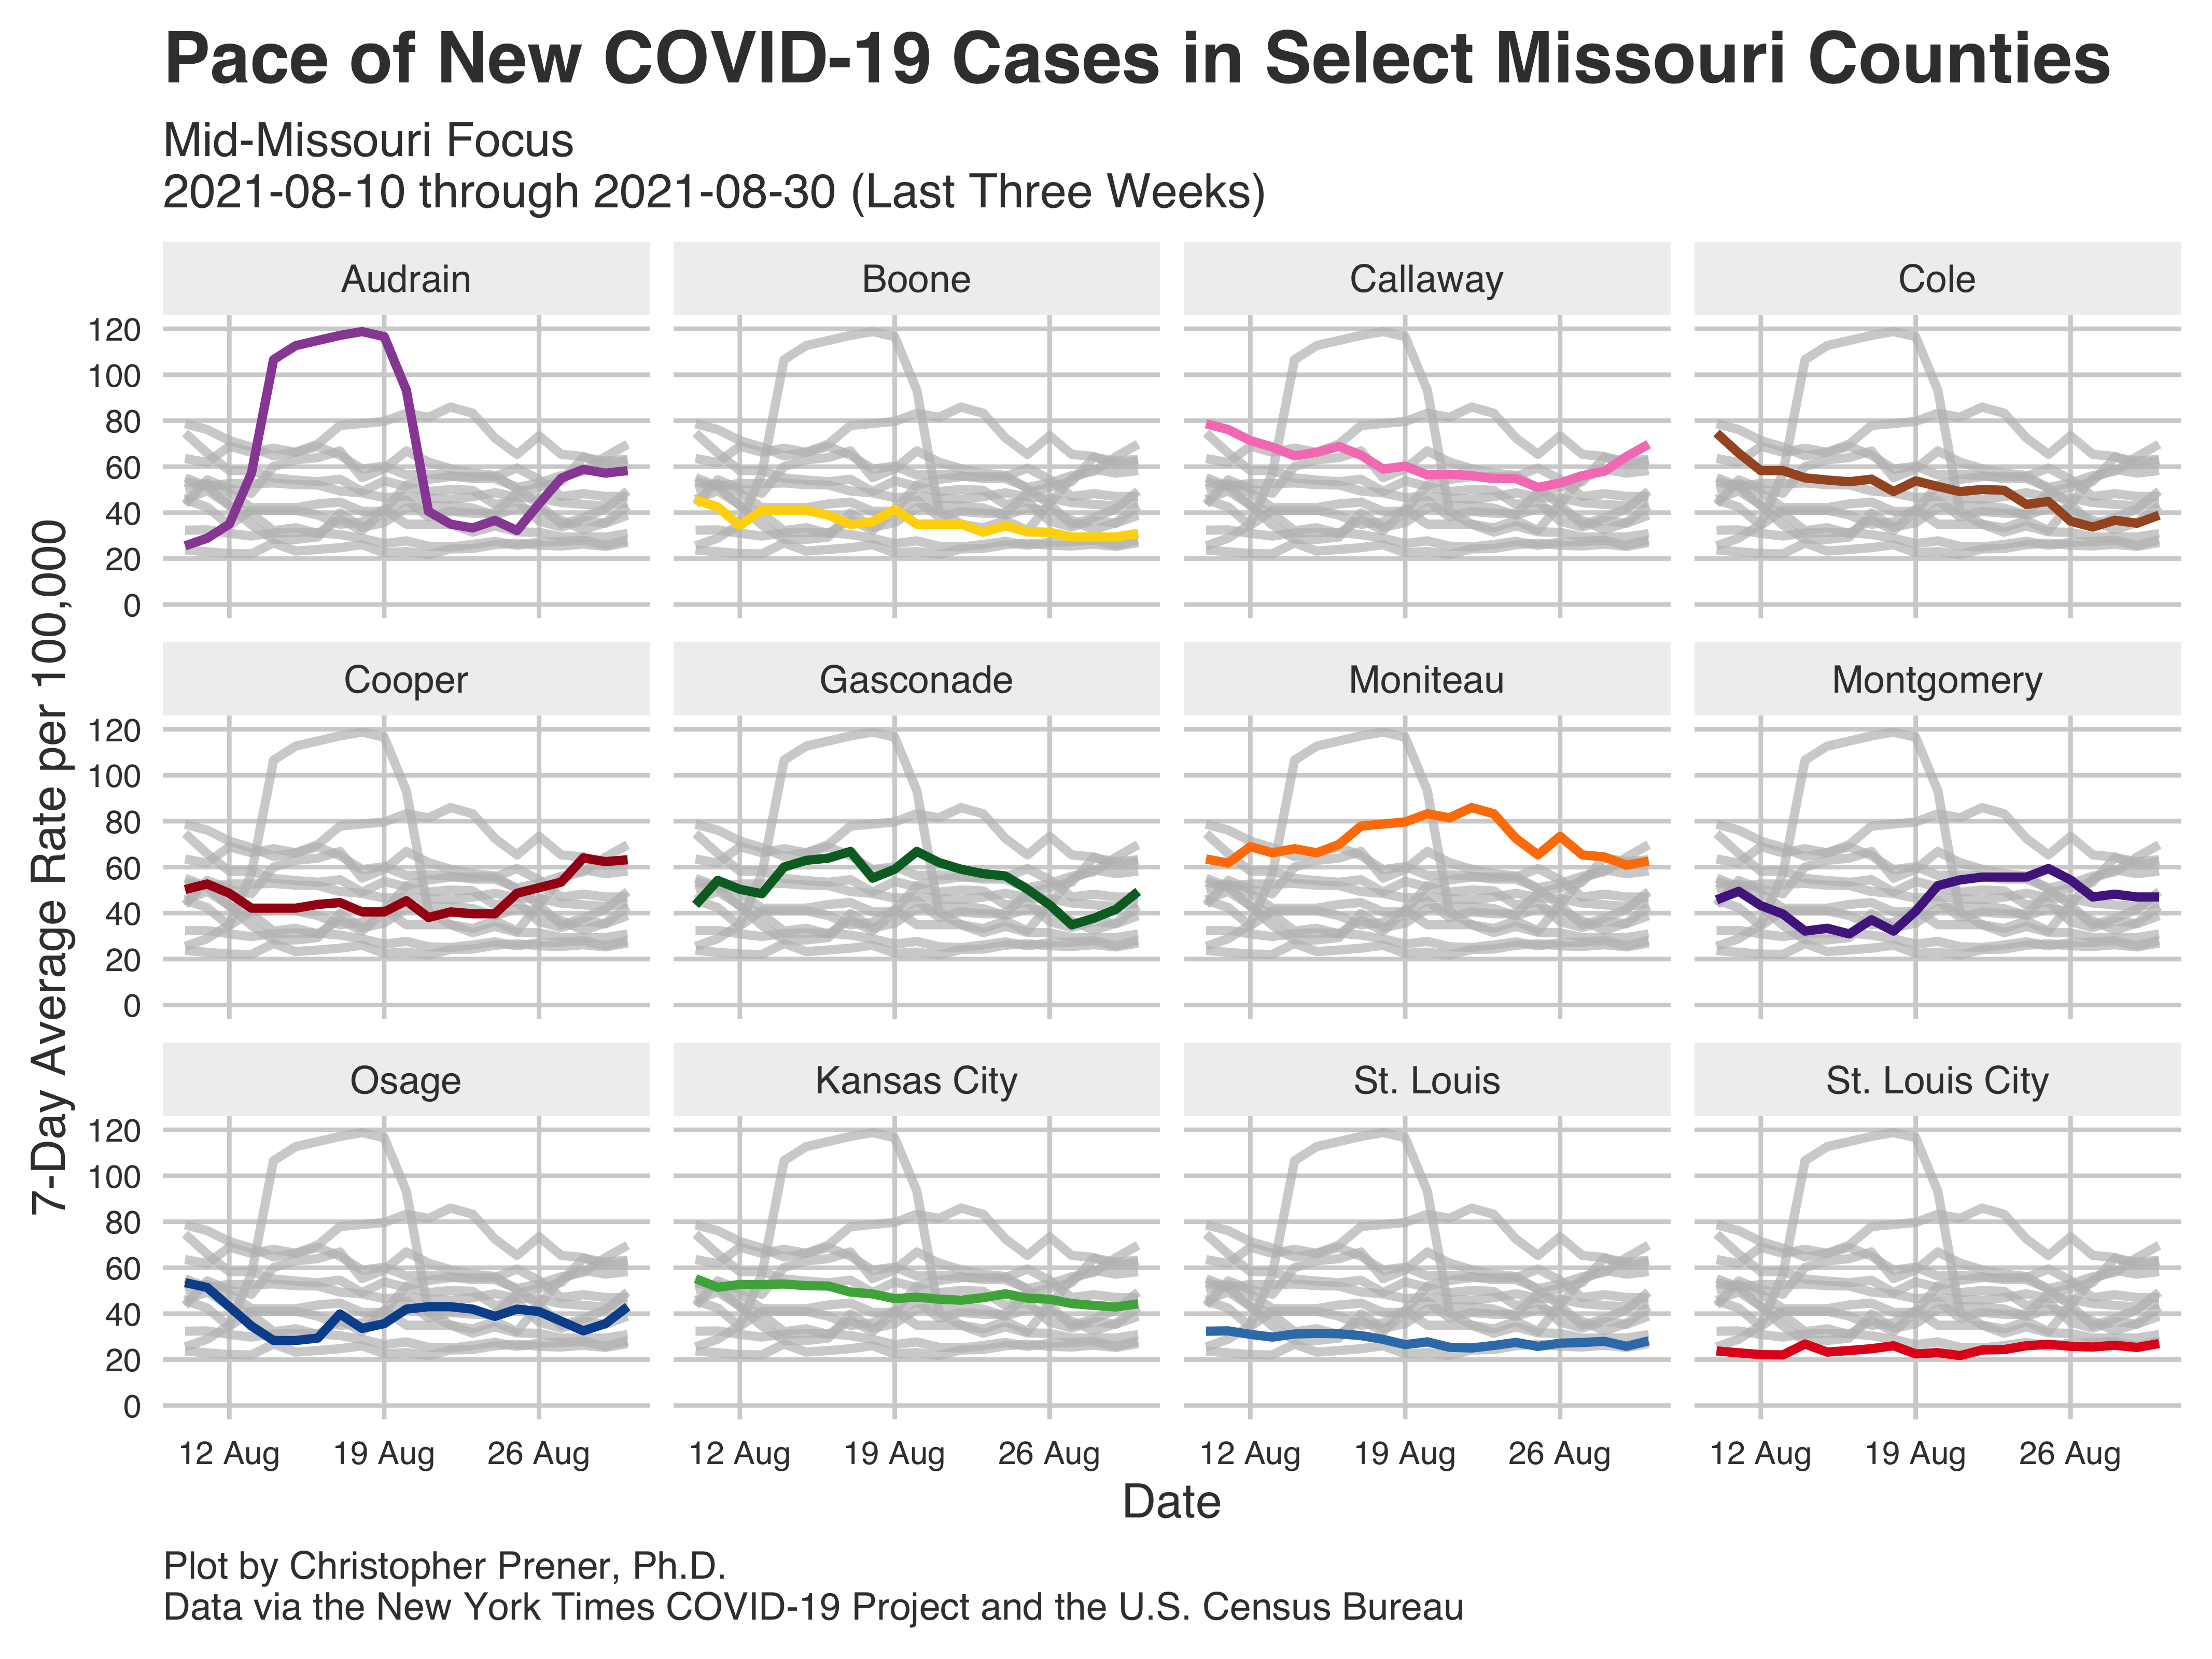 Pace of New COVID-19 Cases in Select Missouri Counties
Mid-Missouri Focus
2021-08-10 through 2021-08-30 (Last Three Weeks)
7-Day Average Rate per 100,000
Audrain
Boone
Callaway
Cole
120
100
80
60
40
20
0
Cooper
Gasconade
Moniteau
Montgomery
120
100
80
60
40
20
0
Osage
Kansas City
St. Louis
St. Louis City
120
100
80
60
40
20
0
12 Aug 19 Aug 26 Aug
12 Aug 19 Aug 26 Aug
12 Aug 19 Aug 26 Aug
12 Aug 19 Aug 26 Aug
Date
Plot by Christopher Prener, Ph.D.
Data via the New York Times COVID-19 Project and the U.S. Census Bureau